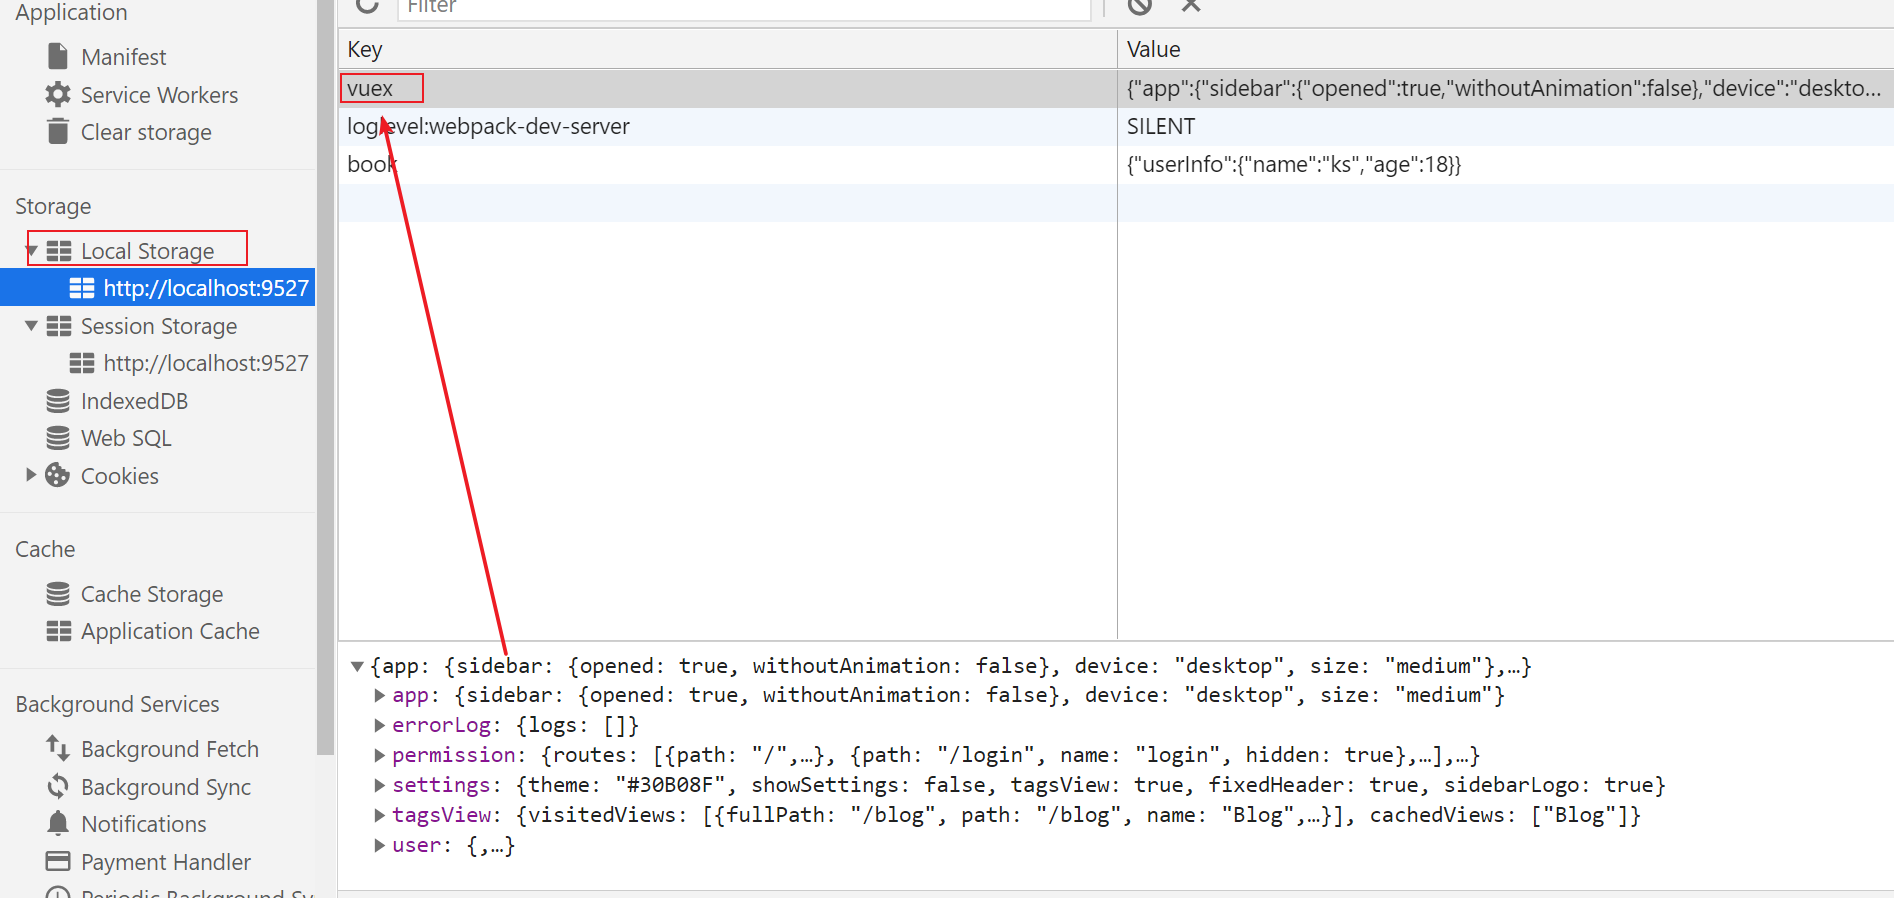 Application
Manifest
Service Workers
Clear storage
Storage
Local Storage
http://localhost:9527
Session Storage
http://localhost:9527
IndexedDB
Web SQL
Cookies
Cache
Cache Storage
Application Cache
Background Services
Background Fetch
Background Sync
Notifications
Payment Handler
Periodic Background Sy
Filter
Key Value
vuex {"app":{"sidebar":{"opened":true,"withoutAnimation":false},"device":"deskto...
loglevel:webpack-dev-server SILENT
book {"userInfo":{"name":"ks","age":18}}
{app: {sidebar: {opened: true, withoutAnimation: false}, device: "desktop", size: "medium"},…}
app: {sidebar: {opened: true, withoutAnimation: false}, device: "desktop", size: "medium"}
errorLog: {logs: []}
permission: {routes: [{path: "/",…}, {path: "/login", name: "login", hidden: true},…],…}
settings: {theme: "#30B08F", showSettings: false, tagsView: true, fixedHeader: true, sidebarLogo: true}
tagsView: {visitedViews: [{fullPath: "/blog", path: "/blog", name: "Blog",…}], cachedViews: ["Blog"]}
user: {,…}